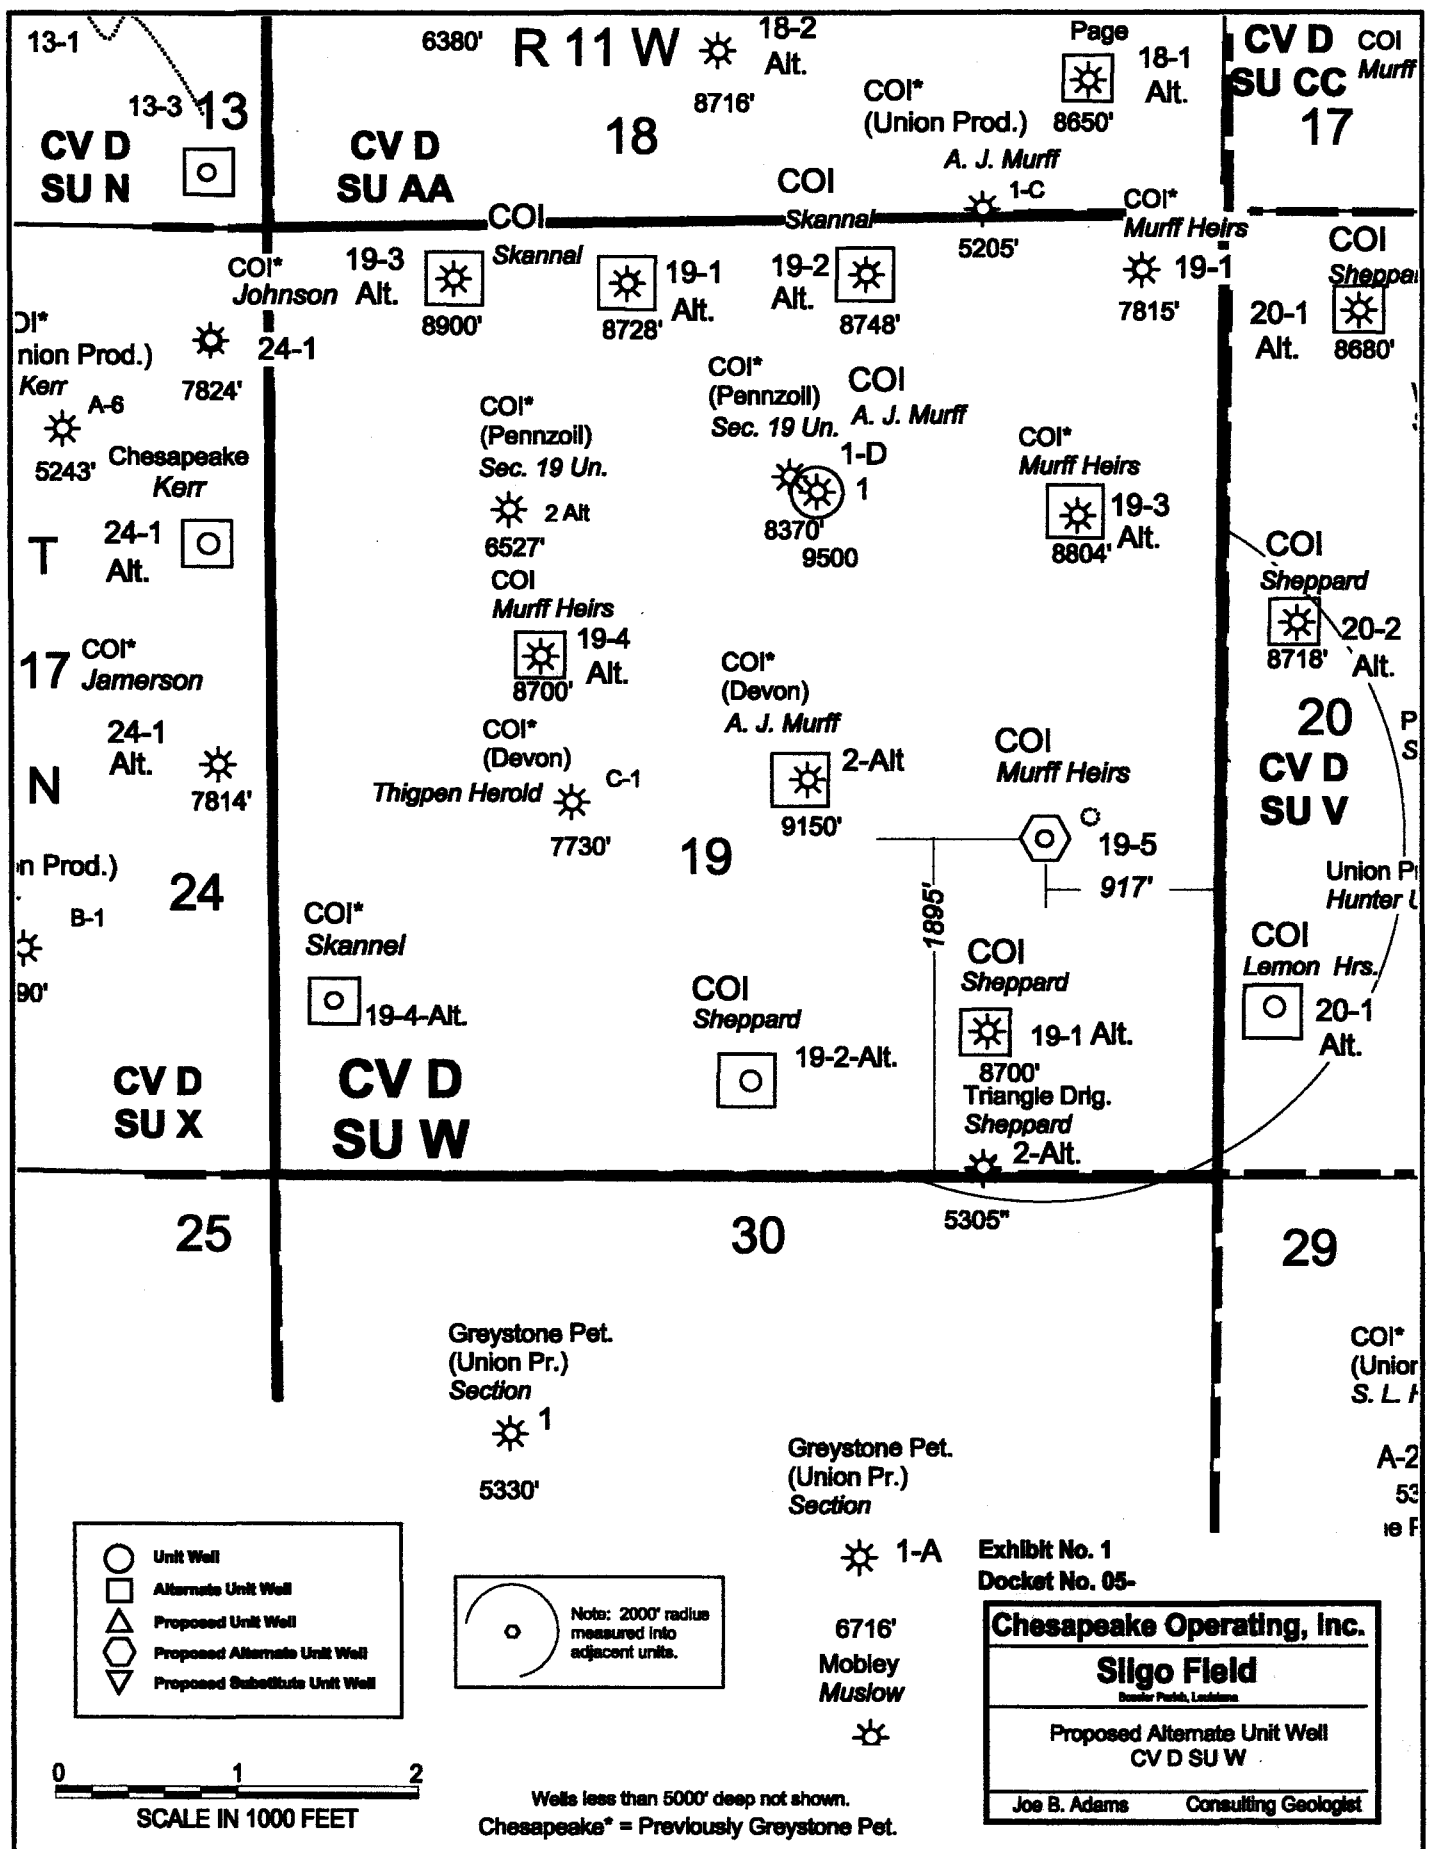 13-1
6380'
R 11 W
18-2
Alt.
8716'
Page
18-1
Alt.
8650'
CV D
SU CC
COI
Murff
17
13-3
13
CV D
SU N
CV D
SU AA
18
COI*
(Union Prod.)
A. J. Murff
1-C
5205'
COI
Skannal
COI
Skannal
COI*
Murff Heirs
19-1
7815'
COI
20-1
Alt.
8680'
COI*
Johnson
24-1
7824'
19-3
Alt.
8900'
19-1
Alt.
8728'
19-2
Alt.
8748'
Kerr
A-6
5243'
Chesapeake
Kerr
24-1
Alt.
T
COI*
(Pennzoil)
Sec. 19 Un.
2 Alt
6527'
COI*
(Pennzoil)
Sec. 19 Un.
COI
A. J. Murff
1-D
1
8370'
9500
COI*
Murff Heirs
19-3
Alt.
8804'
COI
Sheppard
20-2
Alt.
8718'
COI
Murff Heirs
19-4
Alt.
8700'
17
COI*
Jamerson
24-1
Alt.
7814'
N
COI*
(Devon)
Thigpen Herold
C-1
7730'
COI*
(Devon)
A. J. Murff
2-Alt
9150'
COI
Murff Heirs
19-5
917'
1895'
20
CV D
SU V
19
Prod.)
B-1
90'
24
COI*
Skannel
19-4-Alt.
COI
Sheppard
19-2-Alt.
COI
Sheppard
19-1 Alt.
8700'
Triangle Drlg.
Sheppard
2-Alt.
5305"
Union
Hunter
COI
Lemon Hrs.
20-1
Alt.
CV D
SU X
CV D
SU W
25
30
29
Greystone Pet.
(Union Pr.)
Section
1
5330'
Greystone Pet.
(Union Pr.)
Section
1-A
6716'
Mobley
Muslow
COI*
S. L.
A-2
53
Unit Well
Alternate Unit Well
Proposed Unit Well
Proposed Alternate Unit Well
Proposed Substitute Unit Well
Note: 2000' radius
measured into
adjacent units.
0 1 2
SCALE IN 1000 FEET
Wells less than 5000' deep not shown.
Chesapeake* = Previously Greystone Pet.
Exhibit No. 1
Docket No. 05-
Chesapeake Operating, Inc.
Sligo Field
Bossier Parish, Louisiana
Proposed Alternate Unit Well
CV D SU W
Joe B. Adams Consulting Geologist